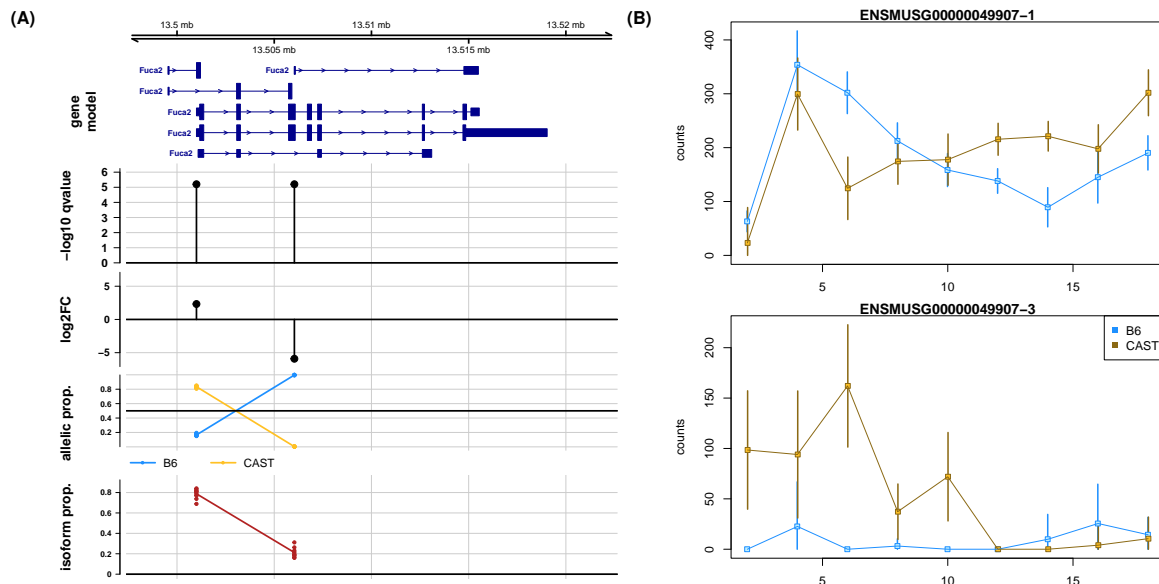 (A)
13.5 mb 13.51 mb 13.52 mb
13.505 mb 13.515 mb
gene
model
Fuca2 Fuca2
Fuca2
Fuca2
Fuca2
Fuca2
−log10 qvalue
6
5
4
3
2
1
0
log2FC
5
0
−5
allelic prop.
0.8
0.6
0.4
0.2
B6 CAST
isoform prop.
0.8
0.6
0.4
0.2
0
(B)
ENSMUSG00000049907−1
counts
400
300
200
100
0
5 10 15
ENSMUSG00000049907−3
B6
CAST
counts
200
150
100
50
0
5 10 15